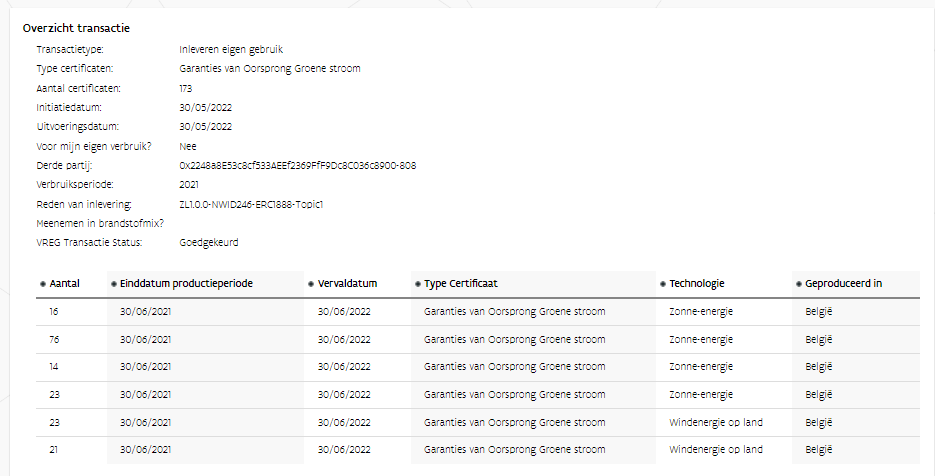 Overzicht transactie
Transactietype: Inleveren eigen gebruik
Type certificaten: Garanties van Oorsprong Groene stroom
Aantal certificaten: 173
Initiatiedatum: 30/05/2022
Uitvoeringsdatum: 30/05/2022
Voor mijn eigen verbruik? Nee
Derde partij: 0x2248a8E53c8cf533AEEf2369FfF9Dc8C036c8900-808
Verbruiksperiode: 2021
Reden van inlevering: ZL1.0.0-NWID246-ERC1888-Topic1
Meenemen in brandstofmix?
VREG Transactie Status: Goedgekeurd
Aantal Einddatum productieperiode Vervaldatum Type Certificaat Technologie Geproduceerd in
16 30/06/2021 30/06/2022 Garanties van Oorsprong Groene stroom Zonne-energie België
76 30/06/2021 30/06/2022 Garanties van Oorsprong Groene stroom Zonne-energie België
14 30/06/2021 30/06/2022 Garanties van Oorsprong Groene stroom Zonne-energie België
23 30/06/2021 30/06/2022 Garanties van Oorsprong Groene stroom Zonne-energie België
23 30/06/2021 30/06/2022 Garanties van Oorsprong Groene stroom Windenergie op land België
21 30/06/2021 30/06/2022 Garanties van Oorsprong Groene stroom Windenergie op land België